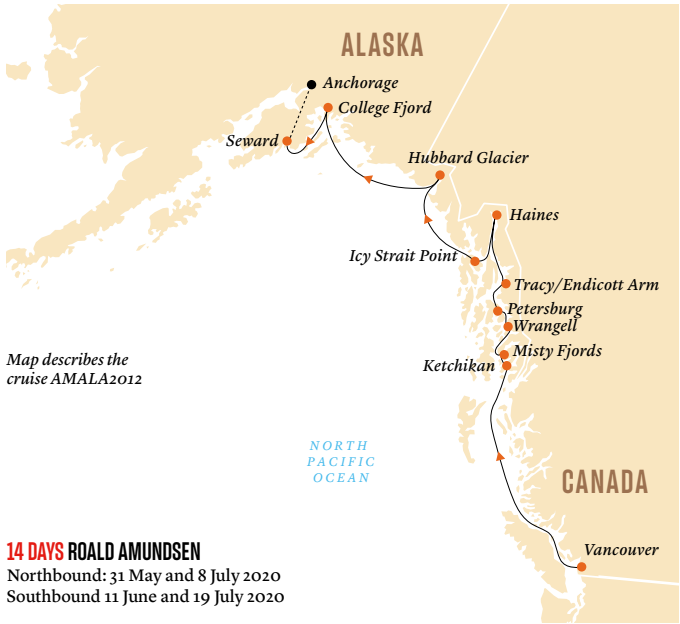 ALASKA
Anchorage
College Fjord
Seward
Hubbard Glacier
Haines
Icy Strait Point
Tracy/Endicott Arm
Petersburg
Wrangell
Misty Fjords
Ketchikan
Map describes the
cruise AMALA2012
NORTH
PACIFIC
OCEAN
CANADA
Vancouver
14 DAYS ROALD AMUNDSEN
Northbound: 31 May and 8 July 2020
Southbound 11 June and 19 July 2020